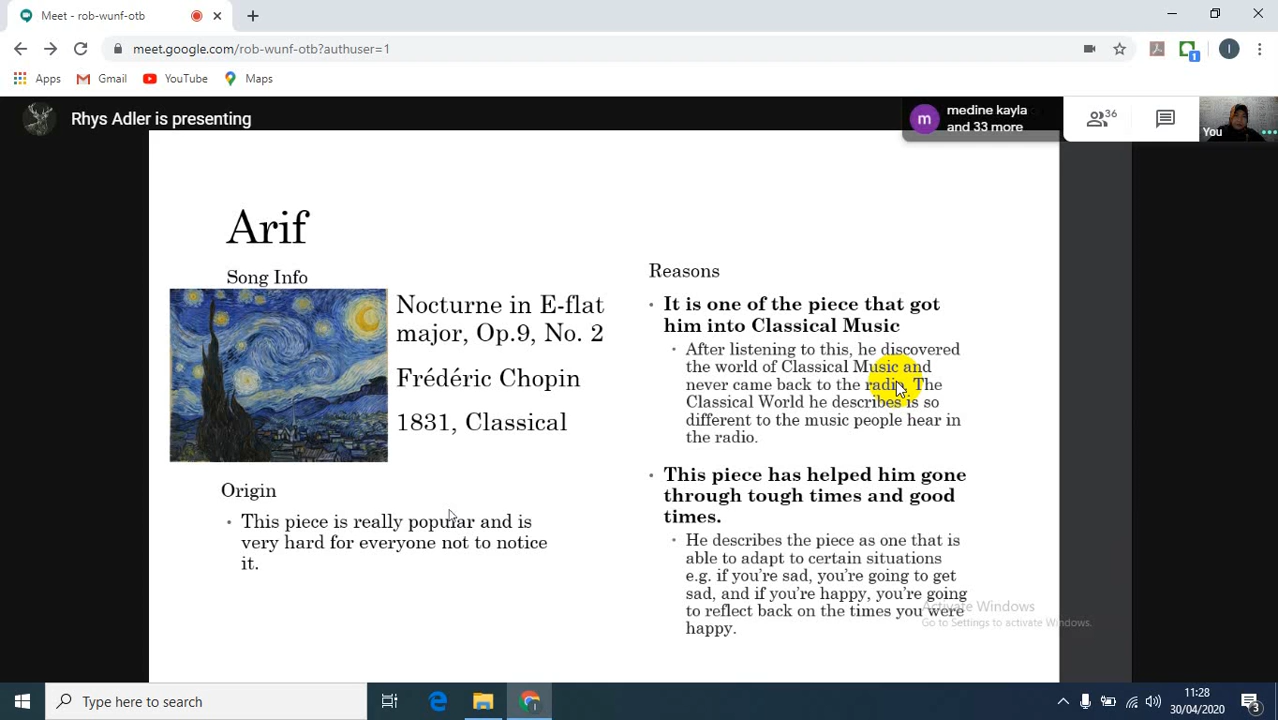 Meet - rob-wunf-otb
meet.google.com/rob-wunf-otb?authuser=1
Apps
Gmail
YouTube
Maps
I
1
Rhys Adler is presenting
m
medine kayla
and 33 more
36
You
Arif
Song Info
Nocturne in E-flat
major, Op.9, No. 2
Frédéric Chopin
1831, Classical
Origin
• This piece is really popular and is
very hard for everyone not to notice
it.
Reasons
• It is one of the piece that got
him into Classical Music
• After listening to this, he discovered
the world of Classical Music and
never came back to the radio. The
Classical World he describes is so
different to the music people hear in
the radio.
• This piece has helped him gone
through tough times and good
times.
• He describes the piece as one that is
able to adapt to certain situations
e.g. if you're sad, you're going to get
sad, and if you're happy, you're going
to reflect back on the times you were
happy.
Activate Windows
Go to Settings to activate Windows.
Type here to search
11:28
30/04/2020
3